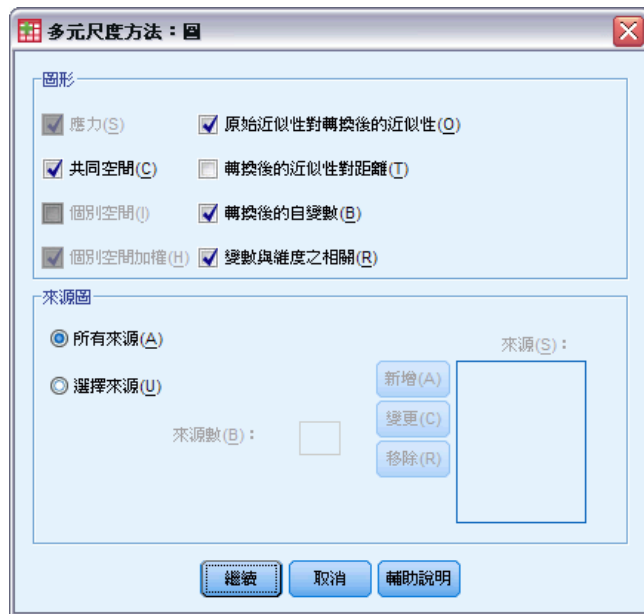 多元尺度方法：圖
圖形
應力(S)
原始近似性對轉換後的近似性(O)
共同空間(C)
轉換後的近似性對距離(T)
個別空間(I)
轉換後的自變數(B)
個別空間加權(H)
變數與維度之相關(R)
來源圖
所有來源(A)
來源(S)：
選擇來源(U)
新增(A)
變更(C)
來源數(B)：
移除(R)
繼續
取消
輔助說明